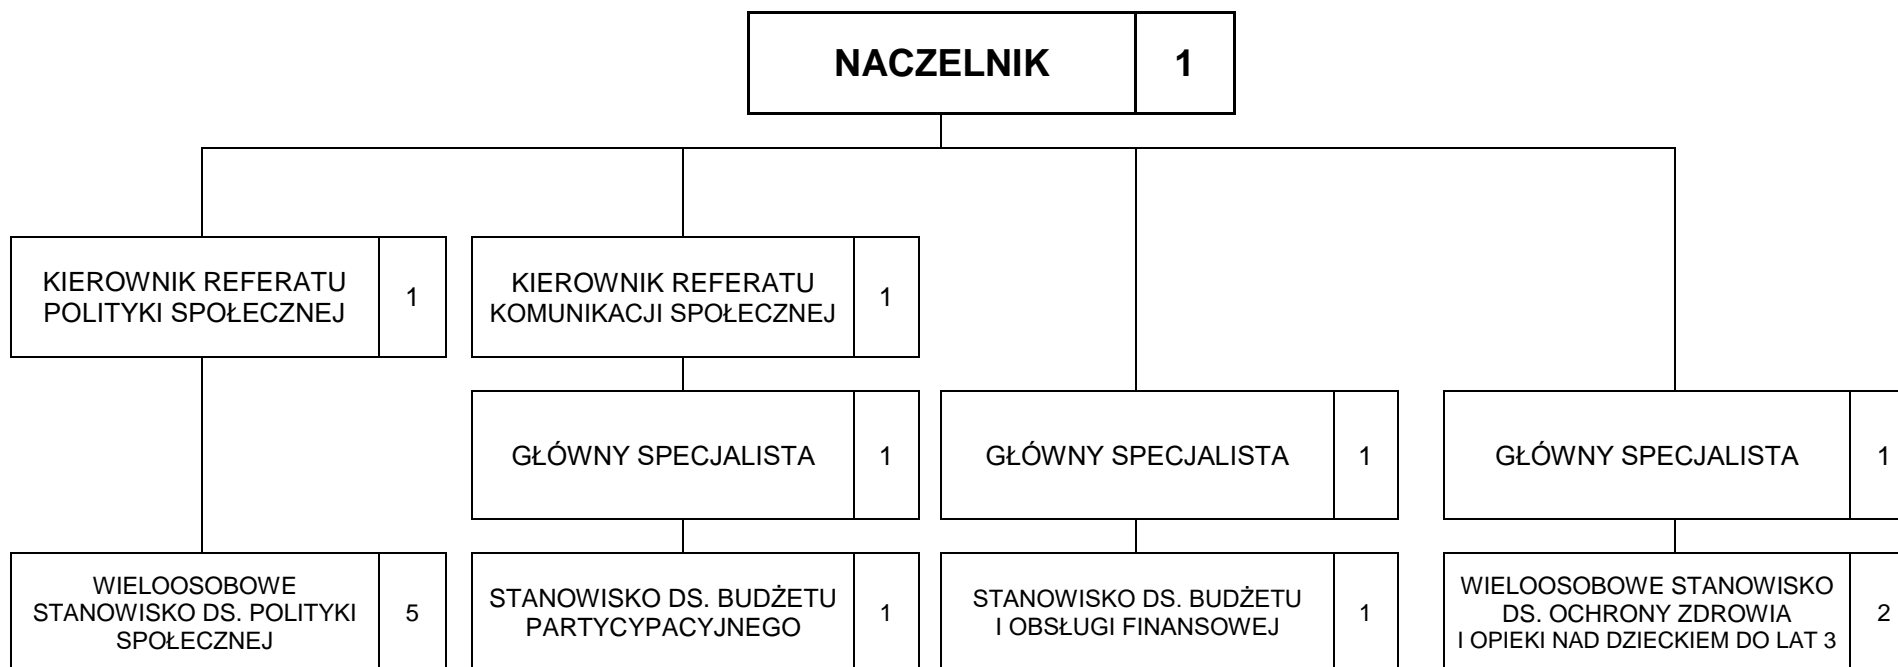 NACZELNIK 1
KIEROWNIK REFERATU
POLITYKI SPOŁECZNEJ
1
KIEROWNIK REFERATU
KOMUNIKACJI SPOŁECZNEJ
1
GŁÓWNY SPECJALISTA 1
GŁÓWNY SPECJALISTA 1
GŁÓWNY SPECJALISTA 1
WIELOOSOBOWE
STANOWISKO DS. POLITYKI
SPOŁECZNEJ
5
STANOWISKO DS. BUDŻETU
PARTYCYPACYJNEGO
1
STANOWISKO DS. BUDŻETU
I OBSŁUGI FINANSOWEJ
1
WIELOOSOBOWE STANOWISKO
DS. OCHRONY ZDROWIA
I OPIEKI NAD DZIECKIEM DO LAT 3
2